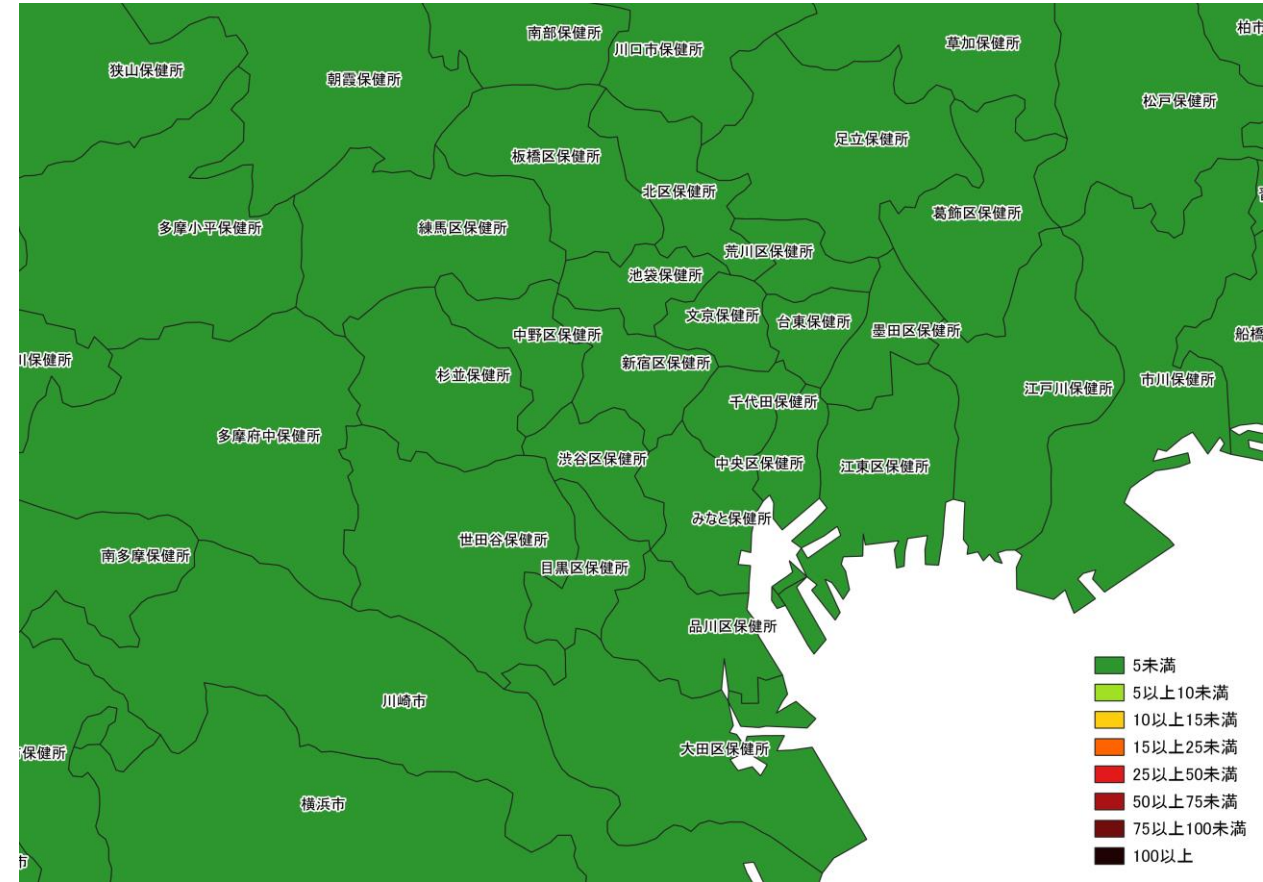 南部保健所
川口市保健所
草加保健所
柏市
狭山保健所
朝霞保健所
松戸保健所
足立保健所
板橋区保健所
北区保健所
葛飾区保健所
多摩小平保健所
練馬区保健所
荒川区保健所
池袋保健所
文京保健所
台東保健所
墨田区保健所
中野区保健所
船橋
川保健所
新宿区保健所
杉並保健所
江戸川保健所
市川保健所
千代田保健所
多摩府中保健所
渋谷区保健所
中央区保健所
江東区保健所
みなと保健所
世田谷保健所
南多摩保健所
目黒区保健所
品川区保健所
川崎市
大田区保健所
保健所
横浜市
市
5未満
5以上10未満
10以上15未満
15以上25未満
25以上50未満
50以上75未満
75以上100未満
100以上